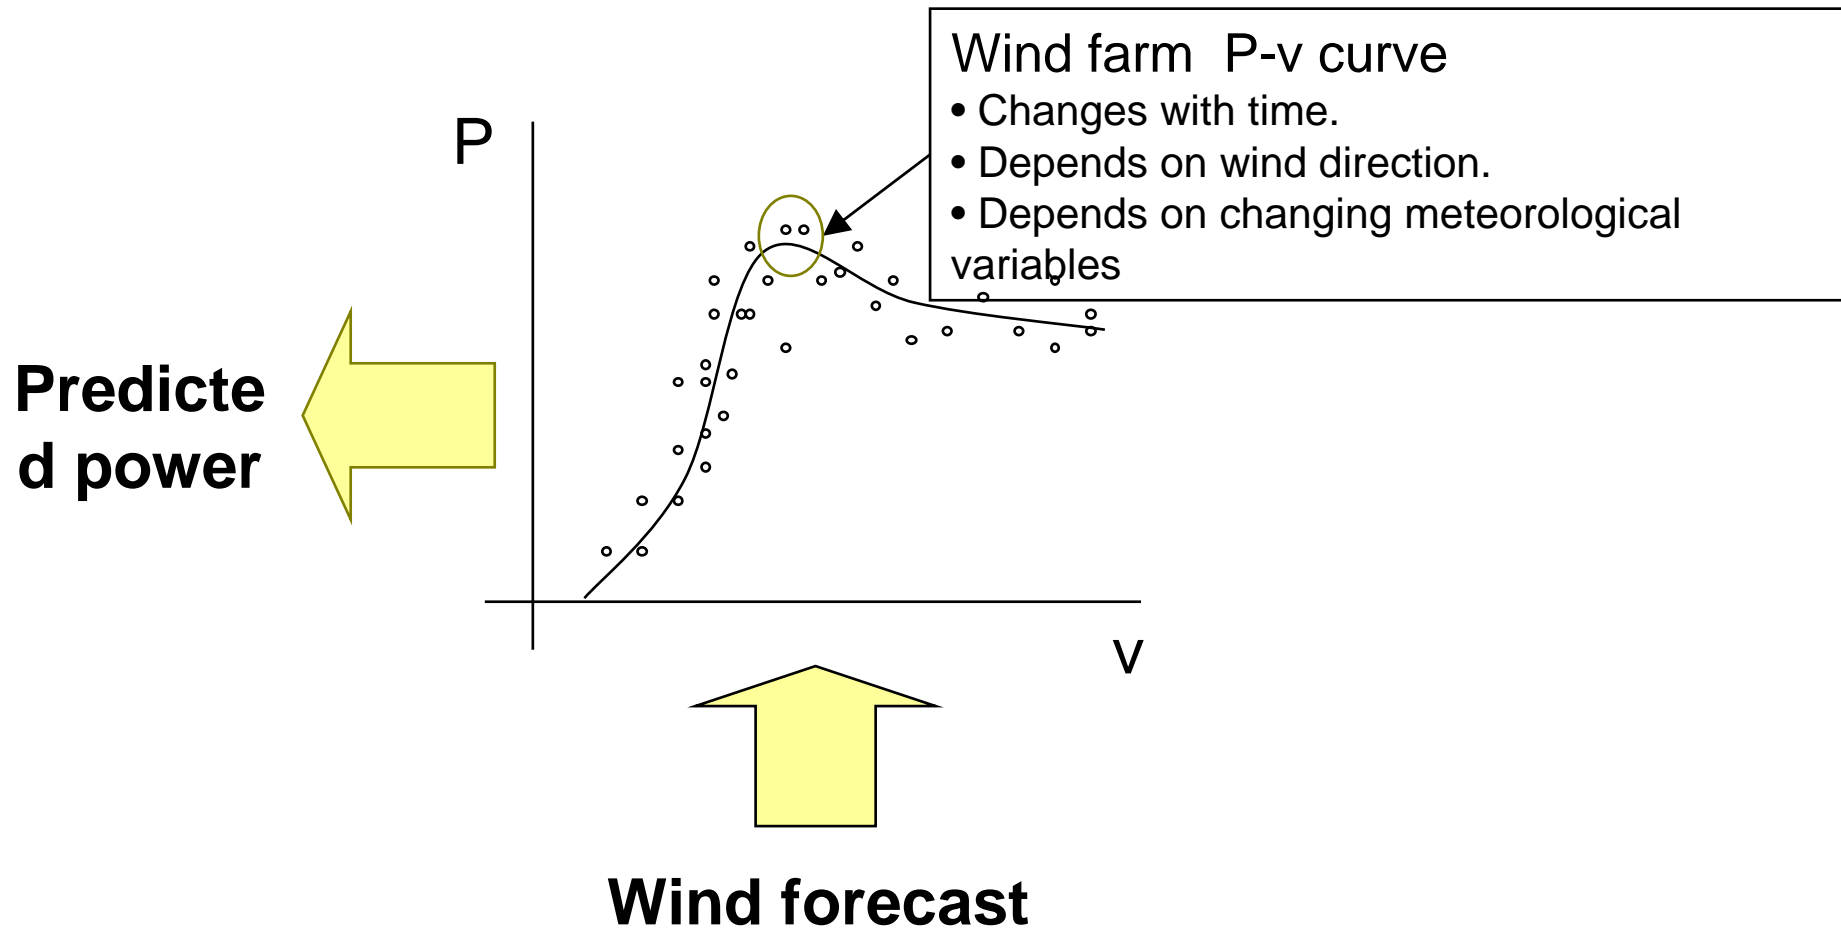 Wind farm P-v curve
• Changes with time.
• Depends on wind direction.
• Depends on changing meteorological
variables
P
Predicte
d power
v
Wind forecast